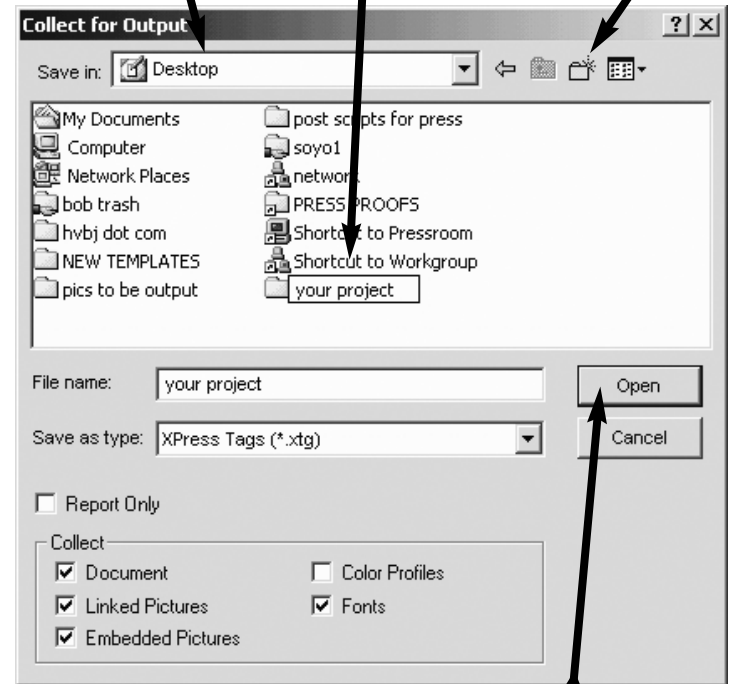 Collect for Output
Save in: Desktop
My Documents
Computer
Network Places
bob trash
hvbj dot com
NEW TEMPLATES
pics to be output
post scripts for press
soyo1
network
PRESS PROOFS
Shortcut to Pressroom
Shortcut to Workgroup
your project
File name: your project
Open
Save as type: XPress Tags (*.xtg)
Cancel
Report Only
Collect
Document
Color Profiles
Linked Pictures
Fonts
Embedded Pictures